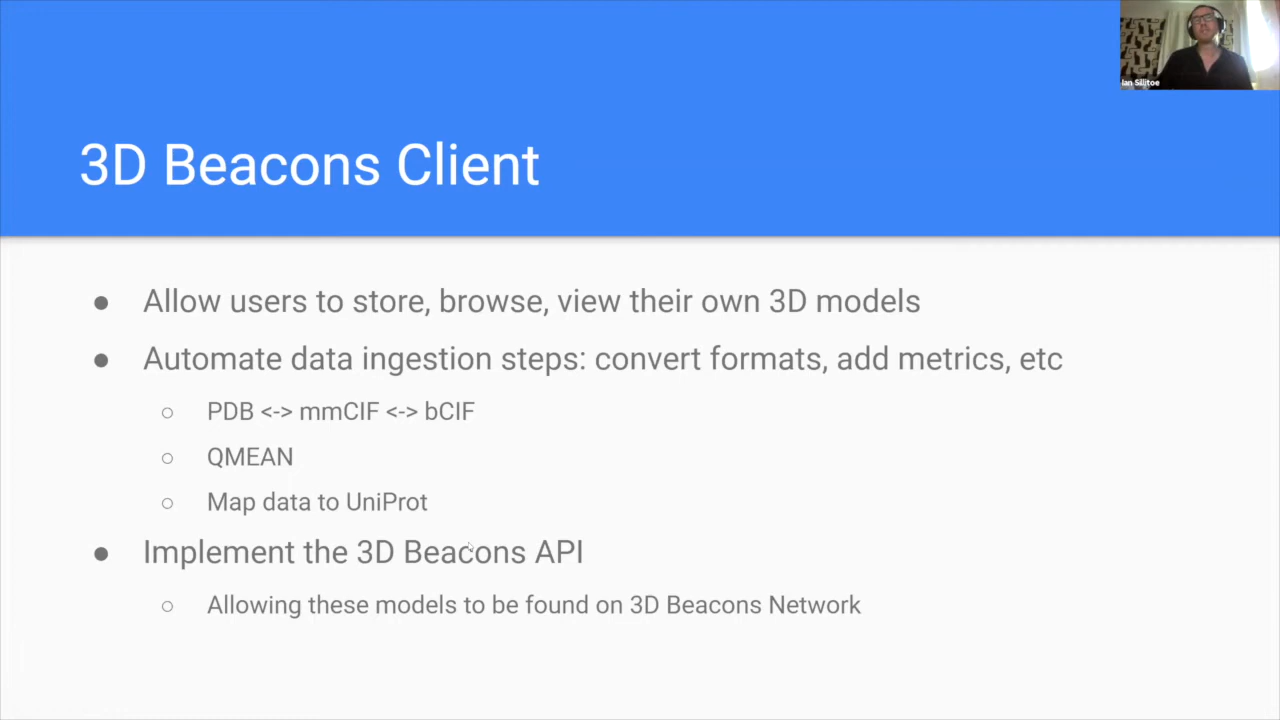 Ian Sillitoe
3D Beacons Client
● Allow users to store, browse, view their own 3D models
● Automate data ingestion steps: convert formats, add metrics, etc
○ PDB <-> mmCIF <-> bCIF
○ QMEAN
○ Map data to UniProt
● Implement the 3D Beacons API
○ Allowing these models to be found on 3D Beacons Network